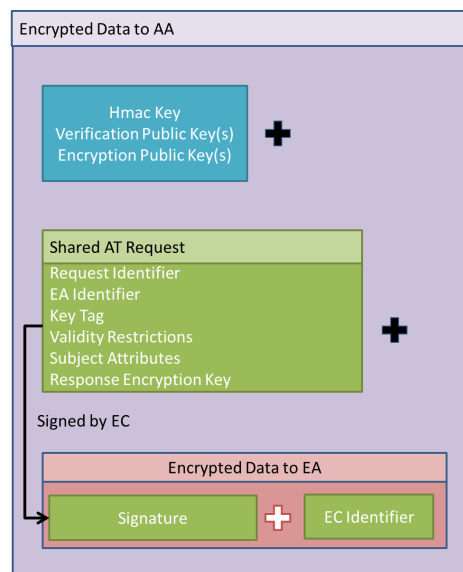 Encrypted Data to AA
Hmac Key
Verification Public Key(s)
Encryption Public Key(s)
Shared AT Request
Request Identifier
EA Identifier
Key Tag
Validity Restrictions
Subject Attributes
Response Encryption Key
Signed by EC
Encrypted Data to EA
Signature
EC Identifier